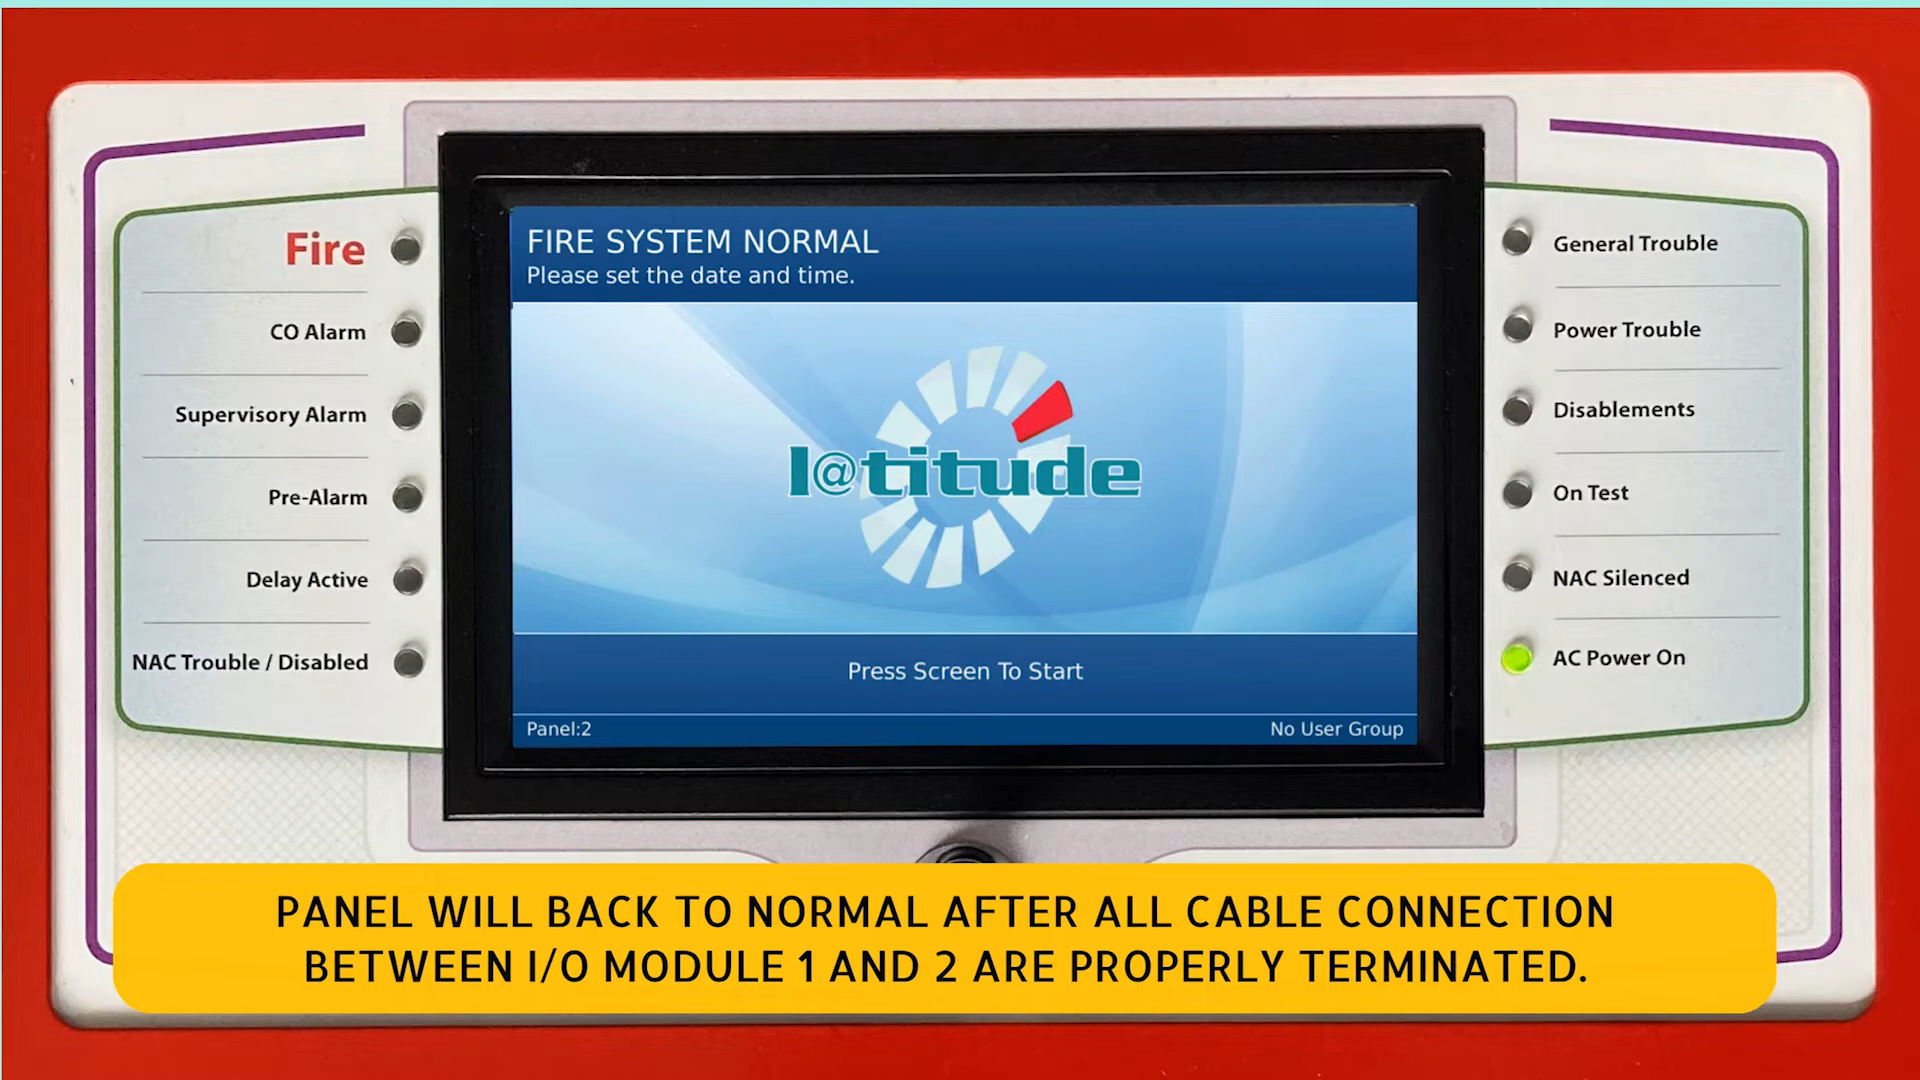 FIRE SYSTEM NORMAL
Please set the date and time.
Fire
CO Alarm
Supervisory Alarm
Pre-Alarm
Delay Active
NAC Trouble / Disabled
l@titude
Press Screen To Start
Panel:2
No User Group
General Trouble
Power Trouble
Disablements
On Test
NAC Silenced
AC Power On
PANEL WILL BACK TO NORMAL AFTER ALL CABLE CONNECTION
BETWEEN I/O MODULE 1 AND 2 ARE PROPERLY TERMINATED.